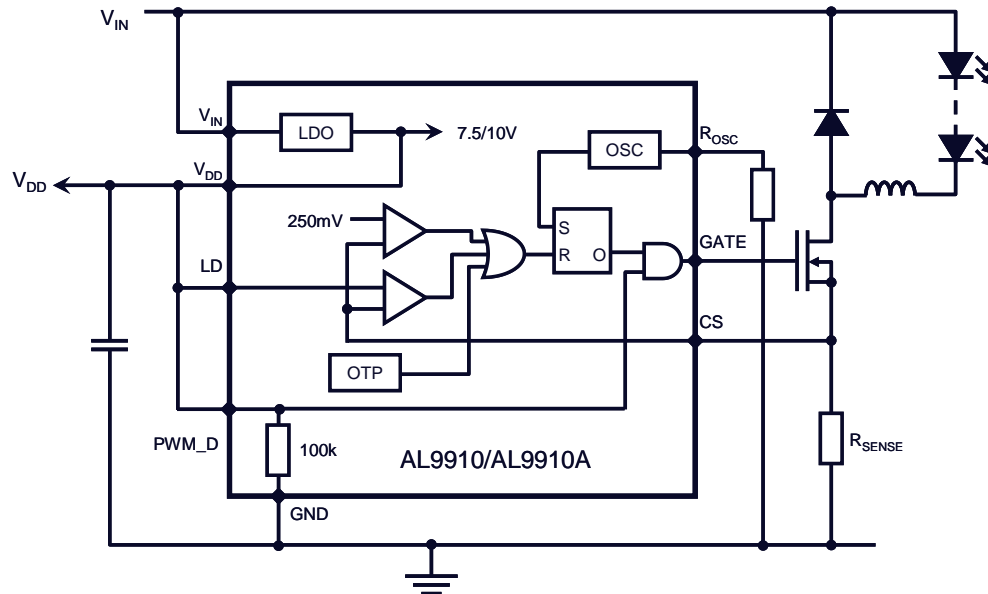 VIN
VIN
LDO
7.5/10V
ROSC
OSC
VDD
VDD
250mV
S
R
O
GATE
LD
CS
OTP
PWM_D
100k
AL9910/AL9910A
RSENSE
GND